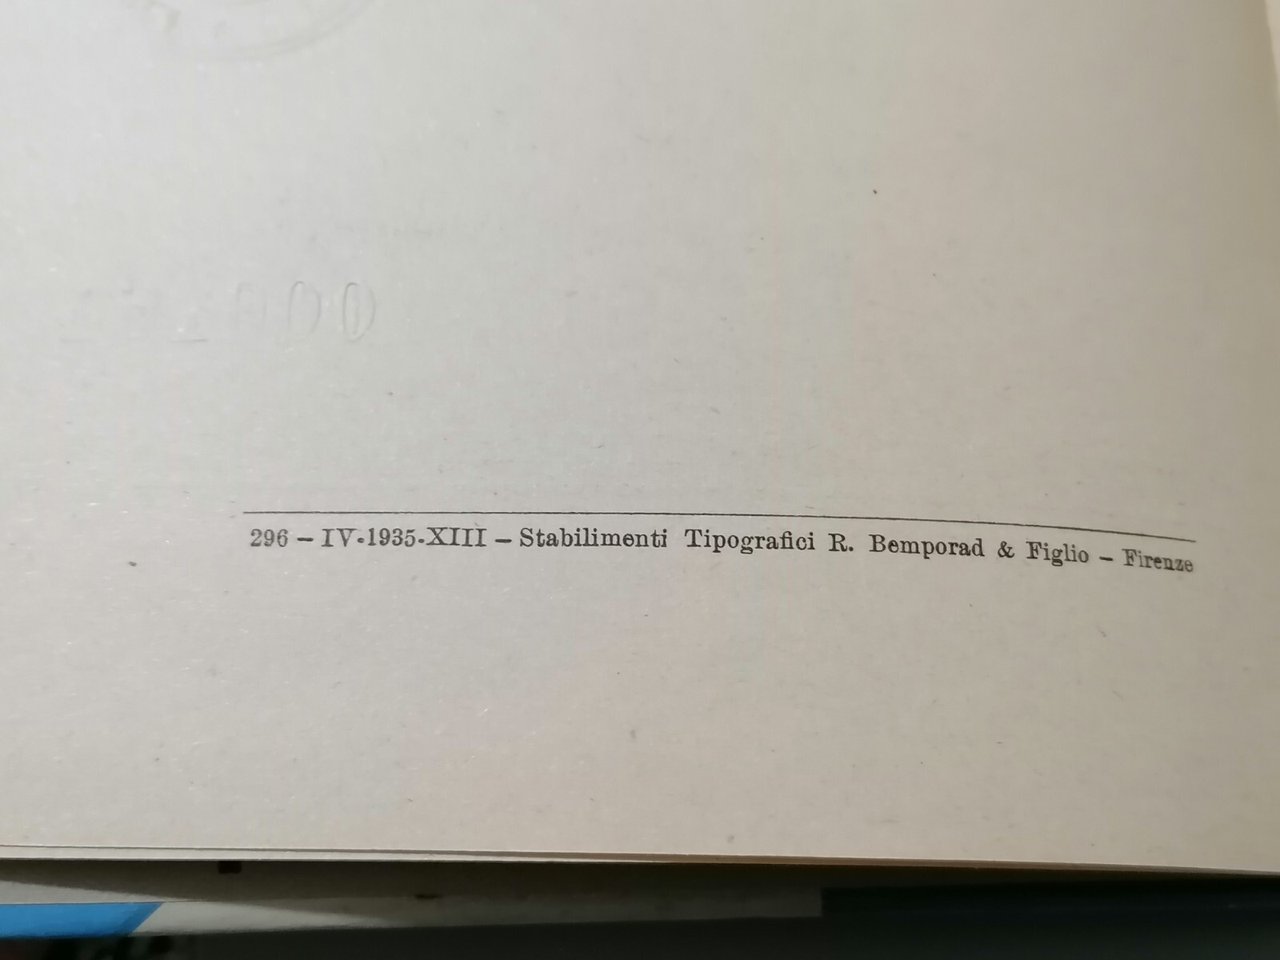 296 – IV-1935-XIII – Stabilimenti Tipografici R. Bemporad & Figlio – Firenze